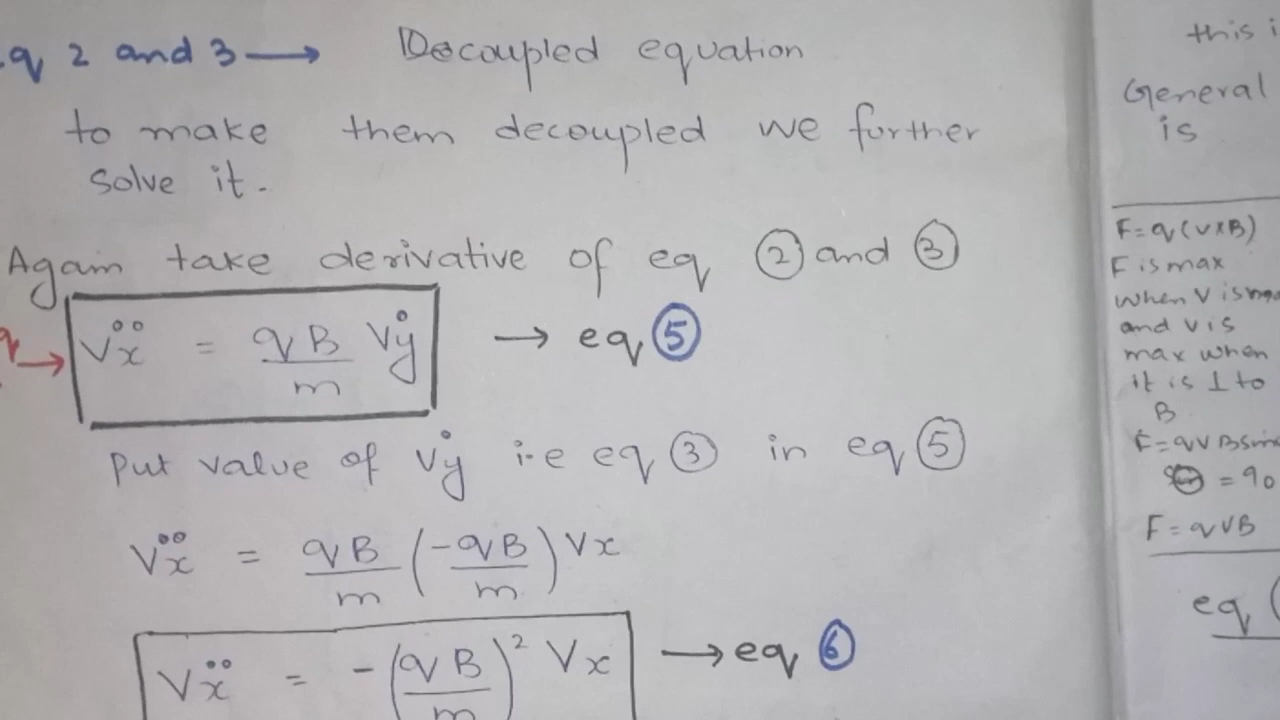 eq 2 and 3 → Decoupled equation
to make them decoupled we further
solve it.
Again take derivative of eq ② and ③
V̈x = qB/m V̇y → eq ⑤
Put value of V̇y i.e eq ③ in eq ⑤
V̈x = qB/m (-qB/m) Vx
V̈x = -(qB/m)² Vx → eq ⑥
this i
General
is
F=q(VXB)
F is max
when V is
and V is
max when
it is ⊥ to
B
F=qVBsin
= 90
F=qVB
eq